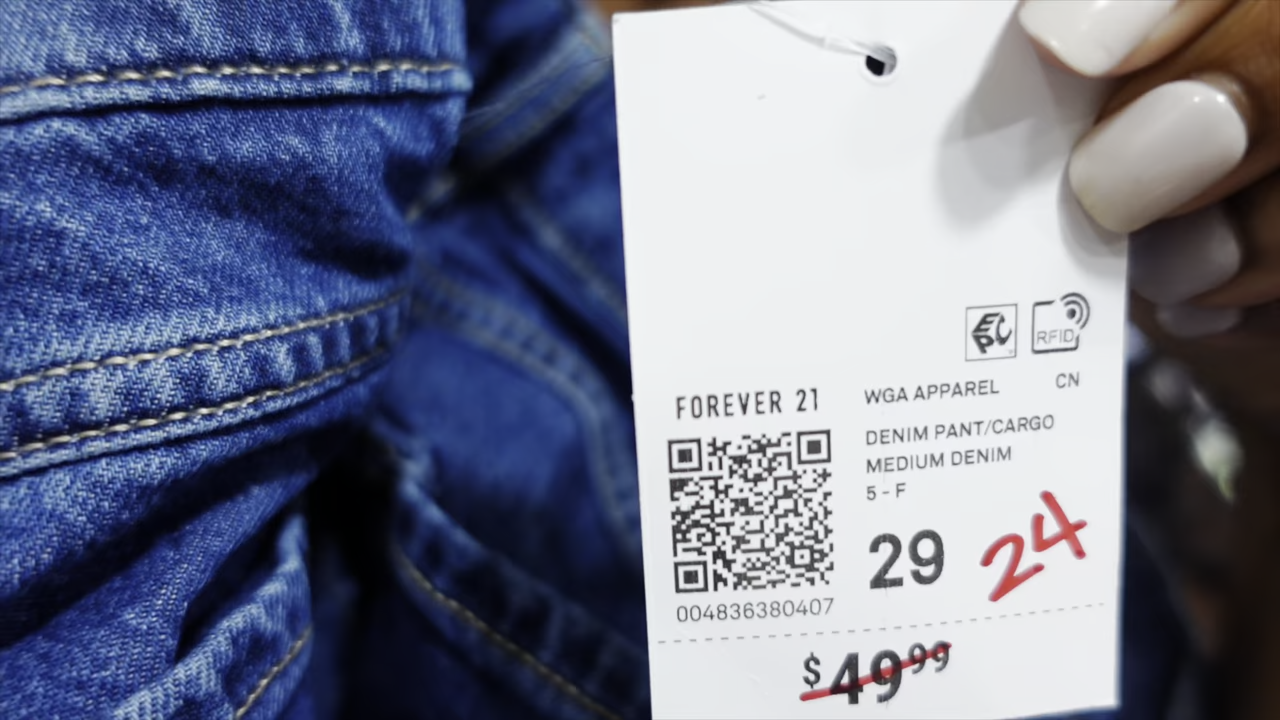 EPC
RFID
FOREVER 21
WGA APPAREL CN
DENIM PANT/CARGO
MEDIUM DENIM
5 - F
29 24
004836380407
$49.99